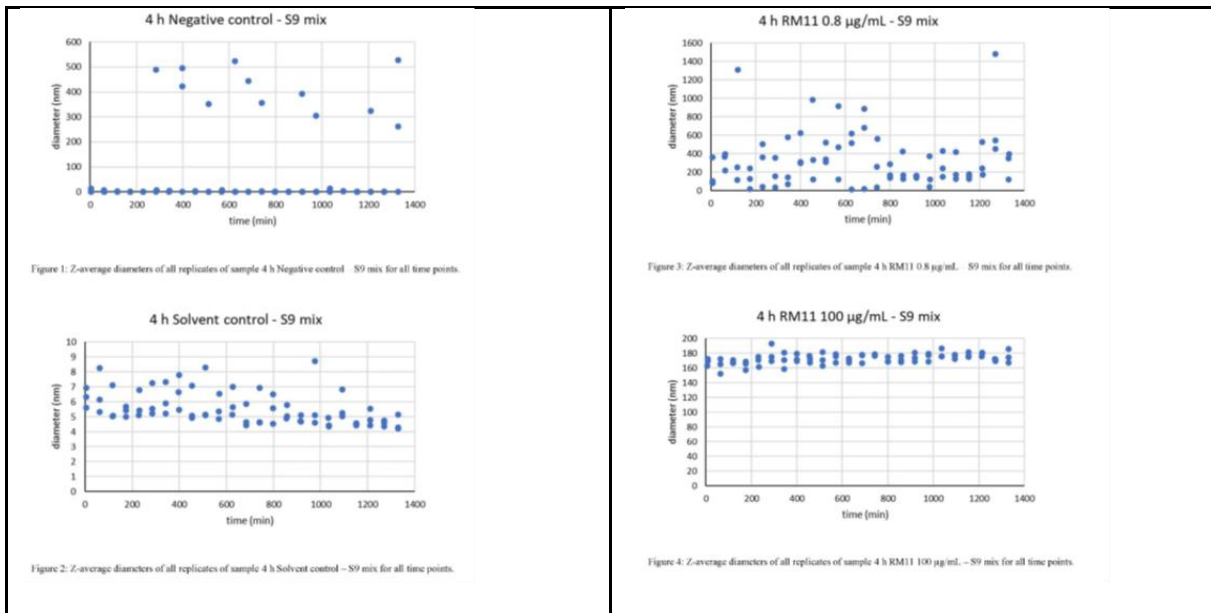 4 h Negative control - S9 mix
600
500
400
300
200
100
0
diameter (nm)
0 200 400 600 800 1000 1200 1400
time (min)
Figure 1: Z-average diameters of all replicates of sample 4 h Negative control – S9 mix for all time points.
4 h Solvent control - S9 mix
10
9
8
7
6
5
4
3
2
1
0
diameter (nm)
0 200 400 600 800 1000 1200 1400
time (min)
Figure 2: Z-average diameters of all replicates of sample 4 h Solvent control – S9 mix for all time points.
4 h RM11 0.8 µg/mL - S9 mix
1600
1400
1200
1000
800
600
400
200
0
diameter (nm)
0 200 400 600 800 1000 1200 1400
time (min)
Figure 3: Z-average diameters of all replicates of sample 4 h RM11 0.8 µg/mL – S9 mix for all time points.
4 h RM11 100 µg/mL - S9 mix
200
180
160
140
120
100
80
60
40
20
0
diameter (nm)
0 200 400 600 800 1000 1200 1400
time (min)
Figure 4: Z-average diameters of all replicates of sample 4 h RM11 100 µg/mL – S9 mix for all time points.